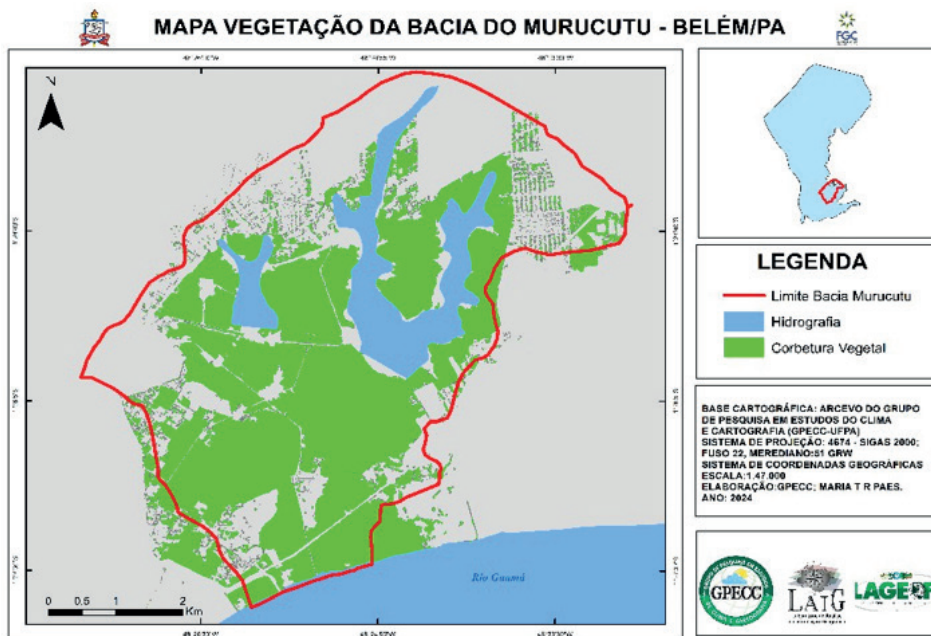 MAPA VEGETAÇÃO DA BACIA DO MURUCUTU - BELÉM/PA
FGC
N
Rio Guamá
0 0.5 1 2
Km
LEGENDA
Limite Bacia Murucutu
Hidrografia
Corbetura Vegetal
BASE CARTOGRÁFICA: ARCEVO DO GRUPO
DE PESQUISA EM ESTUDOS DO CLIMA
E CARTOGRAFIA (GPECC-UFPA)
SISTEMA DE PROJEÇÃO: 4674 - SIGAS 2000;
FUSO 22, MEREDIANO:51 GRW
SISTEMA DE COORDENADAS GEOGRÁFICAS
ESCALA:1.47.000
ELABORAÇÃO:GPECC; MARIA T R PAES.
ANO: 2024
GPECC
LATG